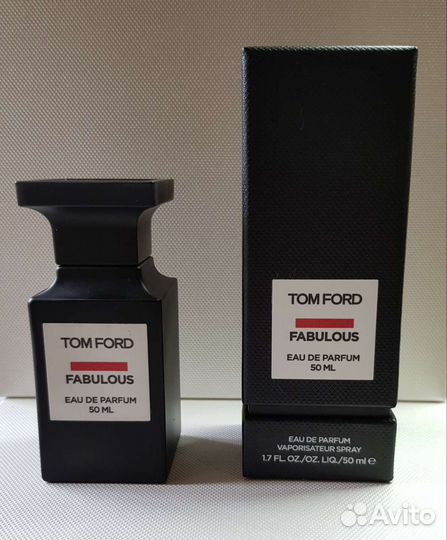 TOM FORD
FABULOUS
EAU DE PARFUM
50 ML
TOM FORD
FABULOUS
EAU DE PARFUM
50 ML
EAU DE PARFUM
VAPORISATEUR SPRAY
1.7 FL. OZ./OZ. LIQ./50 ml ℮
Avito